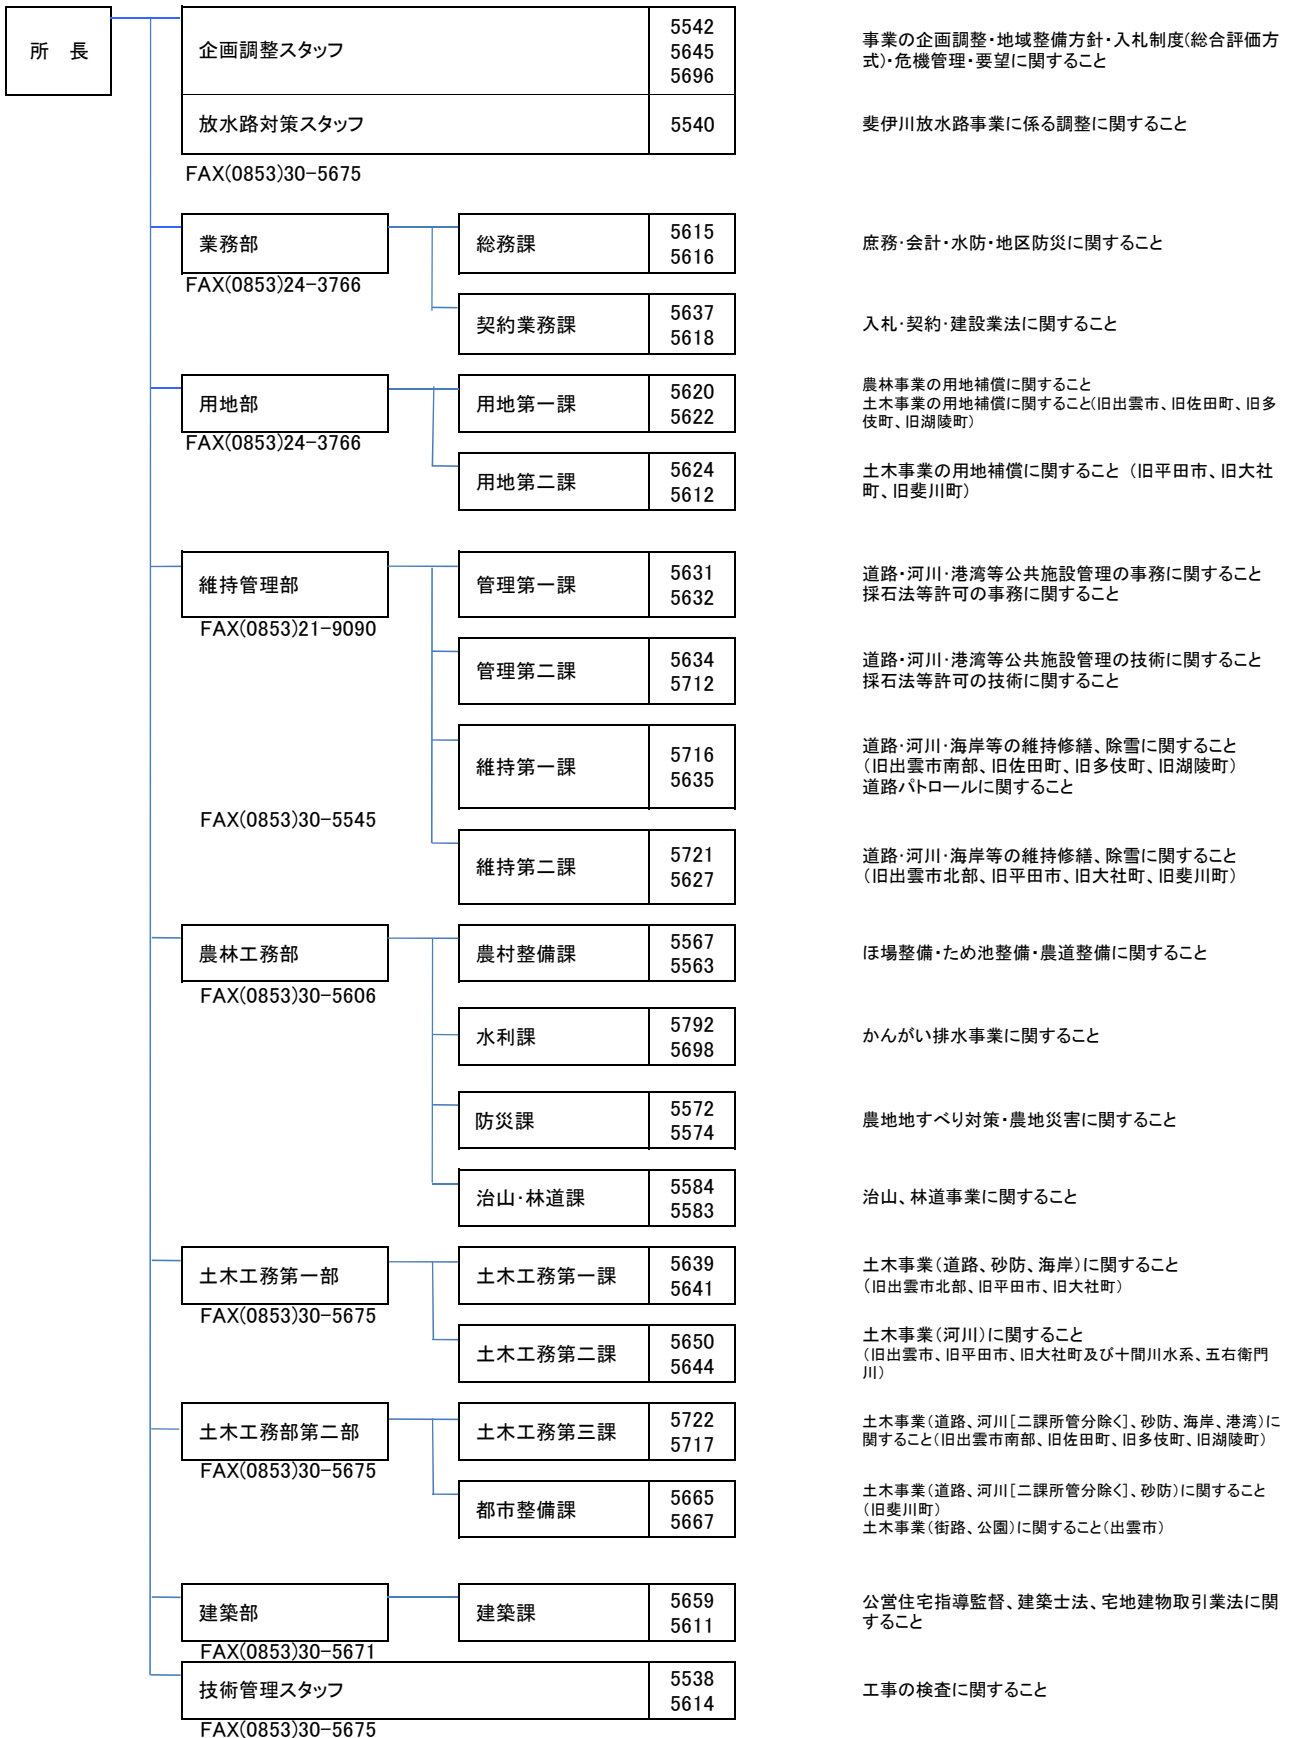 所　長
企画調整スタッフ
5542
5645
5696
事業の企画調整・地域整備方針・入札制度(総合評価方
式)・危機管理・要望に関すること
放水路対策スタッフ
5540
斐伊川放水路事業に係る調整に関すること
FAX(0853)30-5675
業務部
総務課
5615
5616
庶務・会計・水防・地区防災に関すること
FAX(0853)24-3766
契約業務課
5637
5618
入札・契約・建設業法に関すること
用地部
用地第一課
5620
5622
農林事業の用地補償に関すること
土木事業の用地補償に関すること(旧出雲市、旧佐田町、旧多
伎町、旧湖陵町)
FAX(0853)24-3766
用地第二課
5624
5612
土木事業の用地補償に関すること (旧平田市、旧大社
町、旧斐川町)
維持管理部
管理第一課
5631
5632
道路・河川・港湾等公共施設管理の事務に関すること
採石法等許可の事務に関すること
FAX(0853)21-9090
管理第二課
5634
5712
道路・河川・港湾等公共施設管理の技術に関すること
採石法等許可の技術に関すること
維持第一課
5716
5635
道路・河川・海岸等の維持修繕、除雪に関すること
(旧出雲市南部、旧佐田町、旧多伎町、旧湖陵町)
道路パトロールに関すること
FAX(0853)30-5545
維持第二課
5721
5627
道路・河川・海岸等の維持修繕、除雪に関すること
(旧出雲市北部、旧平田市、旧大社町、旧斐川町)
農林工務部
農村整備課
5567
5563
ほ場整備・ため池整備・農道整備に関すること
FAX(0853)30-5606
水利課
5792
5698
かんがい排水事業に関すること
防災課
5572
5574
農地地すべり対策・農地災害に関すること
治山・林道課
5584
5583
治山、林道事業に関すること
土木工務第一部
土木工務第一課
5639
5641
土木事業(道路、砂防、海岸)に関すること
(旧出雲市北部、旧平田市、旧大社町)
FAX(0853)30-5675
土木工務第二課
5650
5644
土木事業(河川)に関すること
(旧出雲市、旧平田市、旧大社町及び十間川水系、五右衛門
川)
土木工務部第二部
土木工務第三課
5722
5717
土木事業(道路、河川[二課所管分除く]、砂防、海岸、港湾)に
関すること(旧出雲市南部、旧佐田町、旧多伎町、旧湖陵町)
FAX(0853)30-5675
都市整備課
5665
5667
土木事業(道路、河川[二課所管分除く]、砂防)に関すること
(旧斐川町)
土木事業(街路、公園)に関すること(出雲市)
建築部
建築課
5659
5611
公営住宅指導監督、建築士法、宅地建物取引業法に関
すること
FAX(0853)30-5671
技術管理スタッフ
5538
5614
工事の検査に関すること
FAX(0853)30-5675